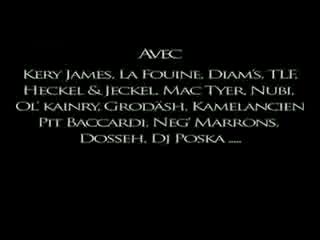 Avec
Kery James, La Fouine, Diam's, TLF,
Heckel & Jeckel, Mac Tyer, Nubi,
Ol' Kainry, Grodäsh, Kamelancien
Pit Baccardi, Neg' Marrons,
Dosseh, Dj Poska .....